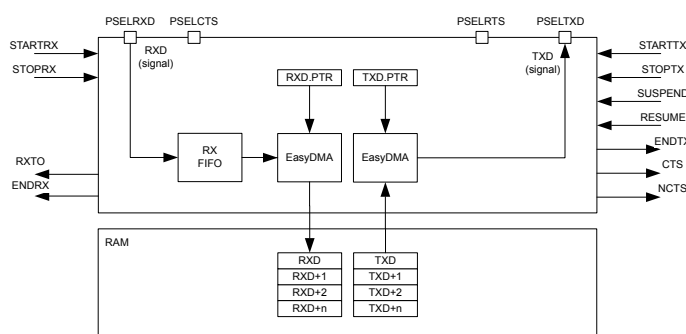 PSELRXD PSELCTS PSELRTS PSELTXD
STARTRX
STOPRX
RXD
(signal)
TXD
(signal)
STARTTX
STOPTX
SUSPEND
RESUME
RXD.PTR TXD.PTR
RX
FIFO
EasyDMA EasyDMA
RXTO
ENDRX
ENDTX
CTS
NCTS
RAM
RXD TXD
RXD+1 TXD+1
RXD+2 TXD+2
RXD+n TXD+n